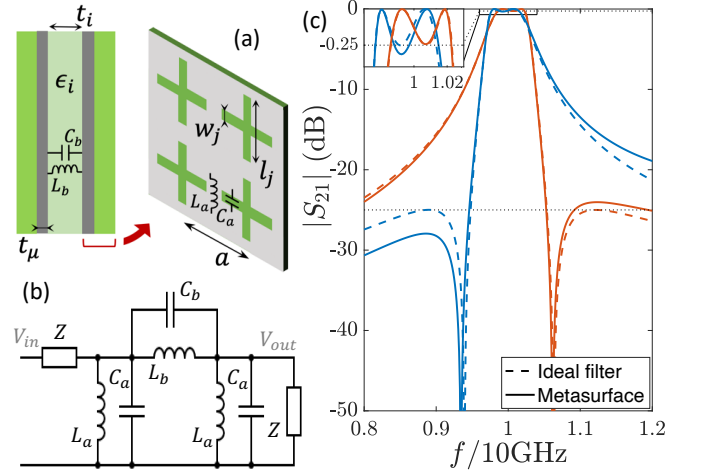 t_i
ϵ_i
C_b
L_b
t_μ
(a)
w_j
l_j
L_a
C_a
a
(b)
C_b
V_in
Z
V_out
C_a
L_b
C_a
L_a
L_a
Z
(c)
0
-0.25
-10
-20
-30
-40
-50
|S_21| (dB)
1
1.02
Ideal filter
Metasurface
0.8
0.9
1
1.1
1.2
f/10GHz